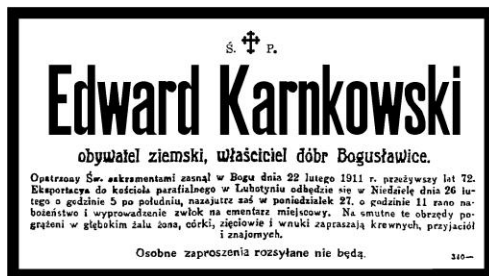 Ś. P.
Edward Karnkowski
obywatel ziemski, właściciel dóbr Bogusławice.
Opatrzony Św. sakramentami zasnął w Bogu dnia 22 lutego 1911 r. przeżywszy lat 72.
Eksportacya do kościoła parafialnego w Lubotyniu odbędzie się w Niedzielę dnia 26 lu-
tego o godzinie 5 po południu, nazajutrz zaś w poniedziałek 27. o godzinie 11 rano na-
bożeństwo i wyprowadzenie zwłok na cmentarz miejscowy. Na smutne te obrzędy po-
grążeni w głębokim żalu żona, córki, zięciowie i wnuki zapraszają krewnych, przyjaciół
i znajomych.
Osobne zaproszenia rozsyłane nie będą.
340—